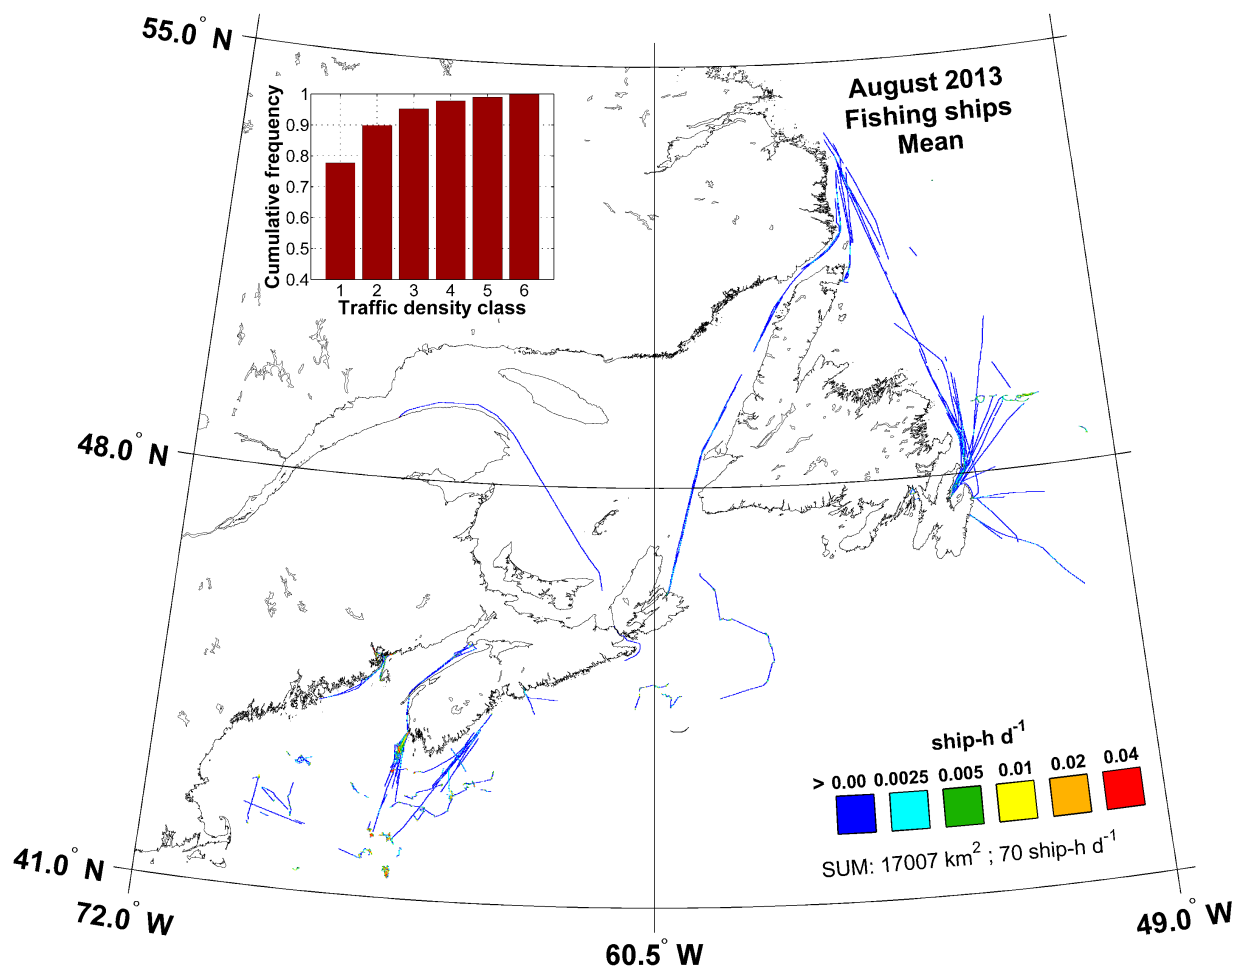 55.0° N
August 2013
Fishing ships
Mean
Cumulative frequency
1
0.9
0.8
0.7
0.6
0.5
0.4
1 2 3 4 5 6
Traffic density class
48.0° N
ship-h d-1
> 0.00 0.0025 0.005 0.01 0.02 0.04
SUM: 17007 km2 ; 70 ship-h d-1
41.0° N
72.0° W
60.5° W
49.0° W